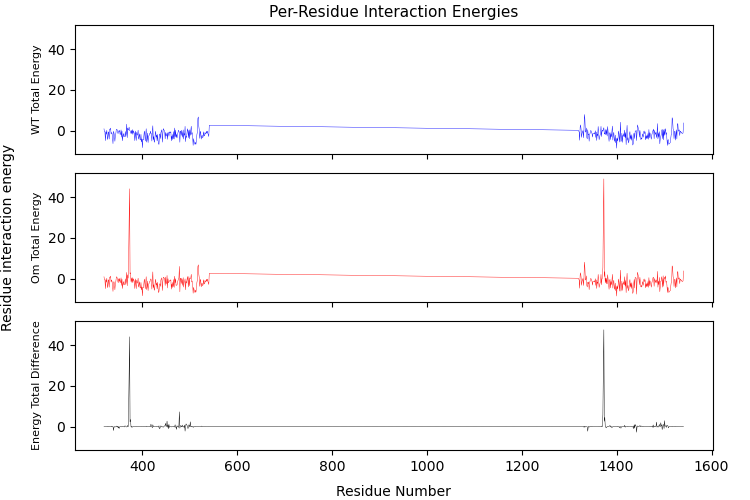 Per-Residue Interaction Energies
Residue interaction energy
WT Total Energy
40
20
0
Om Total Energy
40
20
0
Energy Total Difference
40
20
0
400 600 800 1000 1200 1400 1600
Residue Number